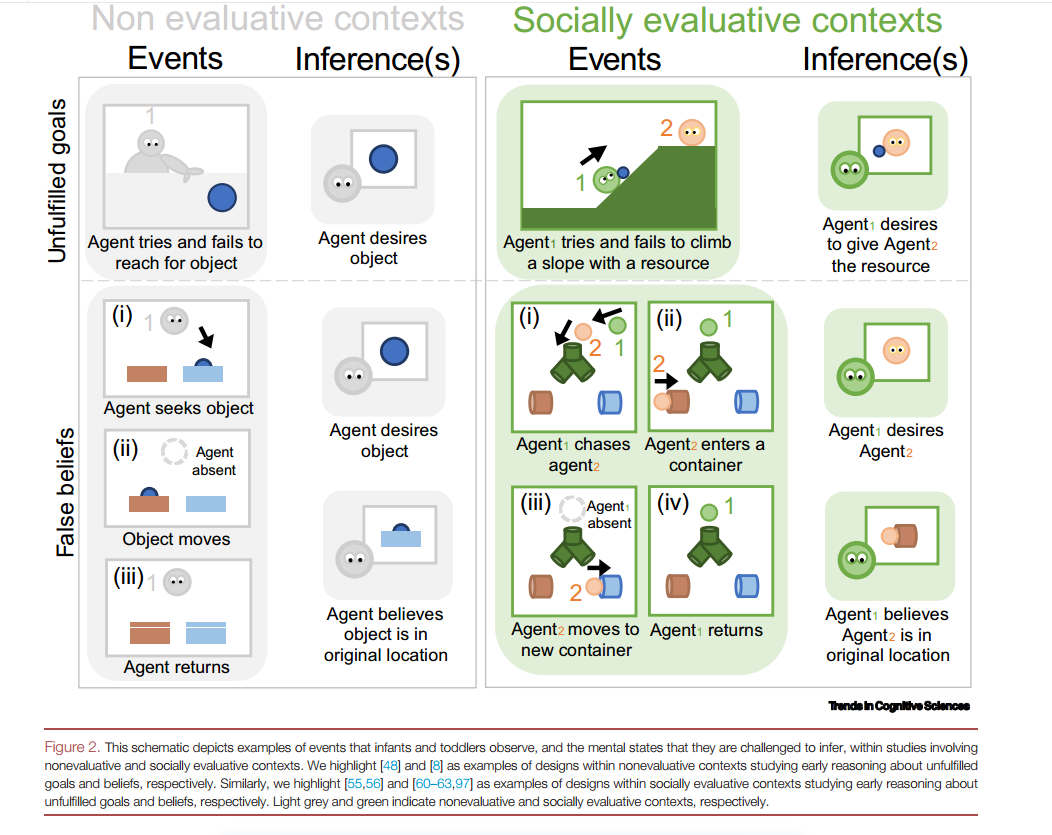 Non evaluative contexts
Socially evaluative contexts
Events
Inference(s)
Events
Inference(s)
Unfulfilled goals
1
Agent tries and fails to
reach for object
Agent desires
object
1
2
Agent1 tries and fails to climb
a slope with a resource
Agent1 desires
to give Agent2
the resource
False beliefs
(i)
1
Agent seeks object
(ii)
Agent
absent
Object moves
(iii)
1
Agent returns
Agent desires
object
Agent believes
object is in
original location
(i)
2
1
Agent1 chases
agent2
(ii)
1
2
Agent2 enters a
container
(iii)
Agent1
absent
2
Agent2 moves to
new container
(iv)
1
Agent1 returns
Agent1 desires
Agent2
Agent1 believes
Agent2 is in
original location
Trends in Cognitive Sciences
Figure 2. This schematic depicts examples of events that infants and toddlers observe, and the mental states that they are challenged to infer, within studies involving
nonevaluative and socially evaluative contexts. We highlight [48] and [8] as examples of designs within nonevaluative contexts studying early reasoning about unfulfilled
goals and beliefs, respectively. Similarly, we highlight [55,56] and [60–63,97] as examples of designs within socially evaluative contexts studying early reasoning about
unfulfilled goals and beliefs, respectively. Light grey and green indicate nonevaluative and socially evaluative contexts, respectively.